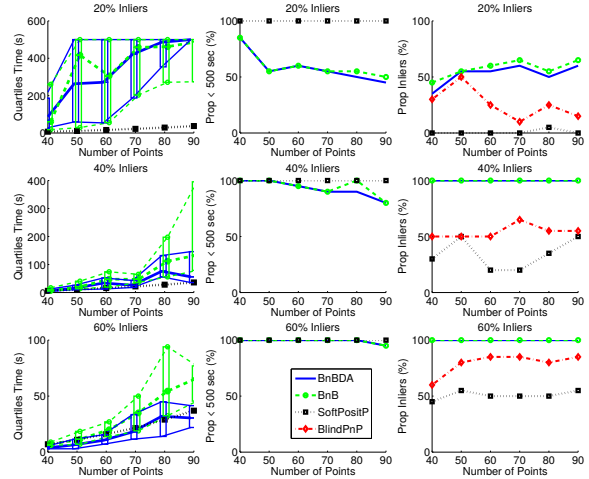 20% Inliers
20% Inliers
20% Inliers
Quartiles Time (s)
600
400
200
0
40 50 60 70 80 90
Number of Points
Prop < 500 sec (%)
100
50
0
40 50 60 70 80 90
Number of Points
Prop Inliers (%)
100
50
0
40 50 60 70 80 90
Number of Points
40% Inliers
40% Inliers
40% Inliers
Quartiles Time (s)
400
300
200
100
0
40 50 60 70 80 90
Number of Points
Prop < 500 sec (%)
100
50
0
40 50 60 70 80 90
Number of Points
Prop Inliers (%)
100
50
0
40 50 60 70 80 90
Number of Points
60% Inliers
60% Inliers
60% Inliers
Quartiles Time (s)
100
50
0
40 50 60 70 80 90
Number of Points
Prop < 500 sec (%)
100
50
0
BnBDA
BnB
SoftPositP
BlindPnP
40 50 60 70 80 90
Number of Points
Prop Inliers (%)
100
50
0
40 50 60 70 80 90
Number of Points